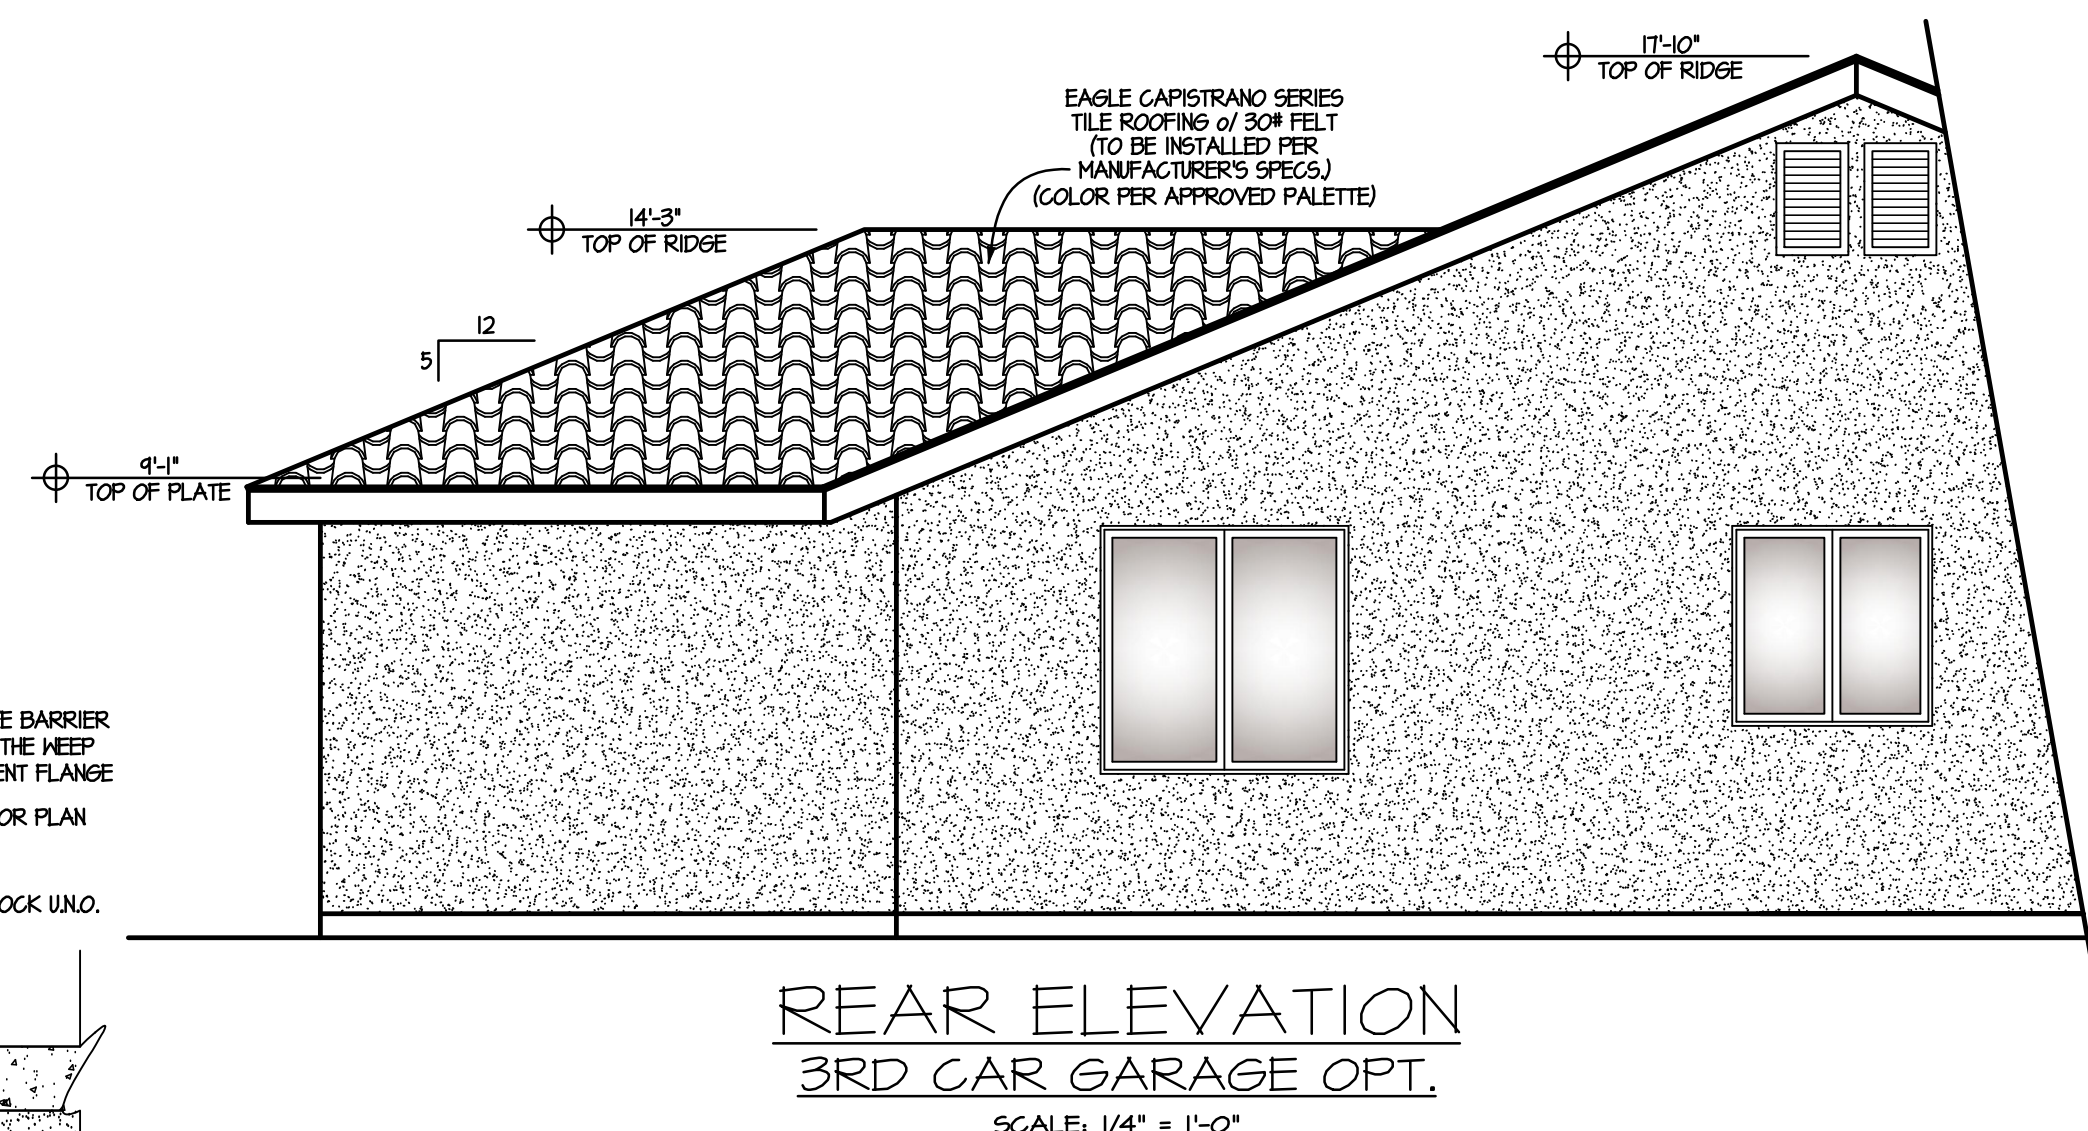 17'-10"
TOP OF RIDGE
EAGLE CAPISTRANO SERIES
TILE ROOFING o/ 30# FELT
(TO BE INSTALLED PER
MANUFACTURER'S SPECS.)
(COLOR PER APPROVED PALETTE)
14'-3"
TOP OF RIDGE
12
5
9'-1"
TOP OF PLATE
E BARRIER
THE WEEP
ENT FLANGE
OR PLAN
OCK U.N.O.
REAR ELEVATION
3RD CAR GARAGE OPT.
SCALE: 1/4" = 1'-0"